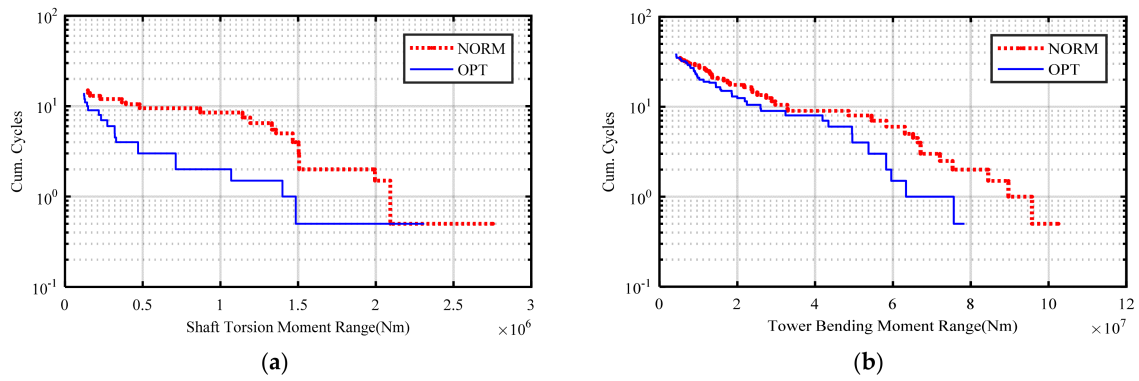 10^2
10^1
10^0
10^-1
Cum. Cycles
NORM
OPT
0 0.5 1 1.5 2 2.5 3
Shaft Torsion Moment Range(Nm)
×10^6
(a)
10^2
10^1
10^0
10^-1
Cum. Cycles
NORM
OPT
0 2 4 6 8 10 12
Tower Bending Moment Range(Nm)
×10^7
(b)